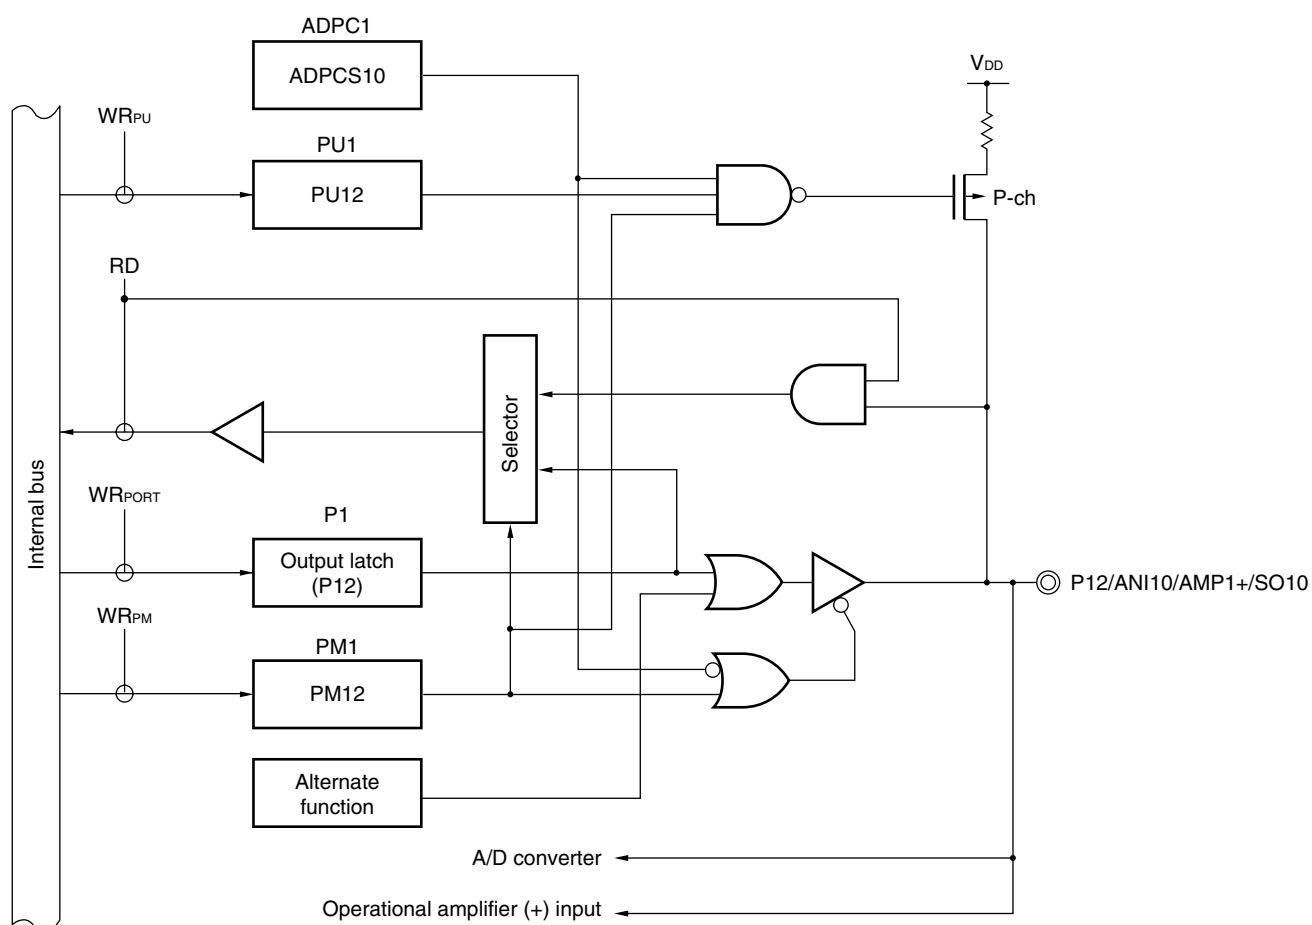 ADPC1
ADPCS10
VDD
WRPU
PU1
PU12
P-ch
RD
Selector
Internal bus
WRPORT
P1
Output latch
(P12)
P12/ANI10/AMP1+/SO10
WRPM
PM1
PM12
Alternate
function
A/D converter
Operational amplifier (+) input